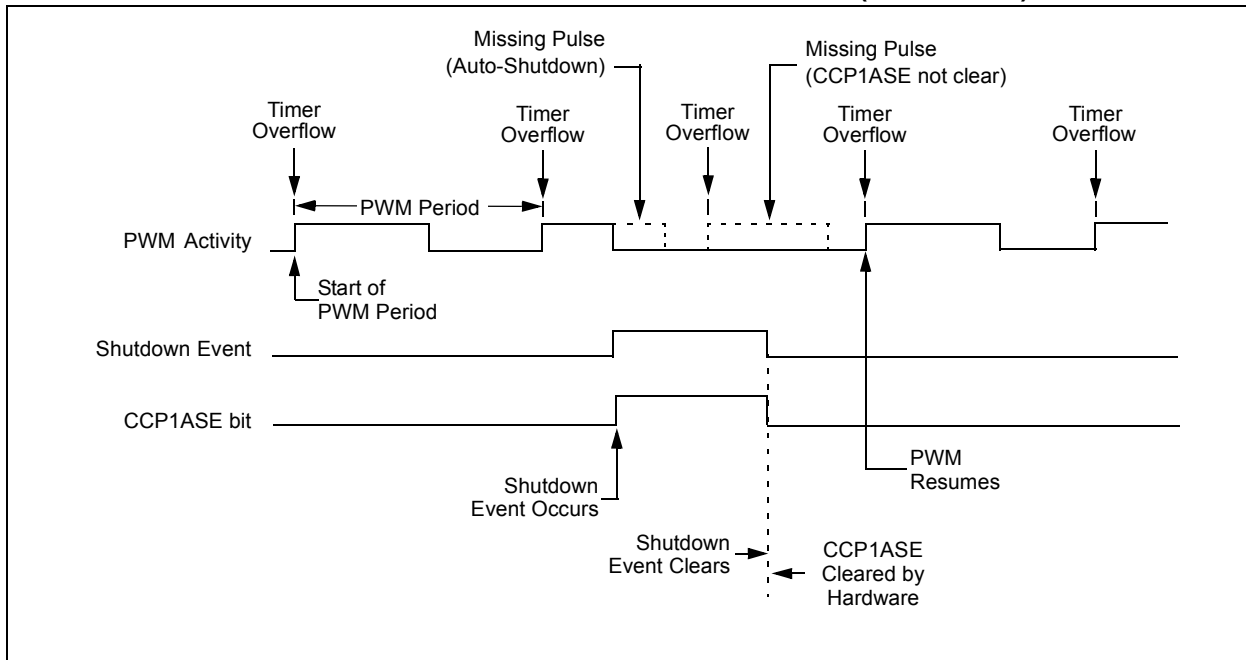 Missing Pulse
(Auto-Shutdown)
Missing Pulse
(CCP1ASE not clear)
Timer
Overflow
Timer
Overflow
Timer
Overflow
Timer
Overflow
Timer
Overflow
PWM Period
PWM Activity
Start of
PWM Period
Shutdown Event
CCP1ASE bit
Shutdown
Event Occurs
PWM
Resumes
Shutdown
Event Clears
CCP1ASE
Cleared by
Hardware